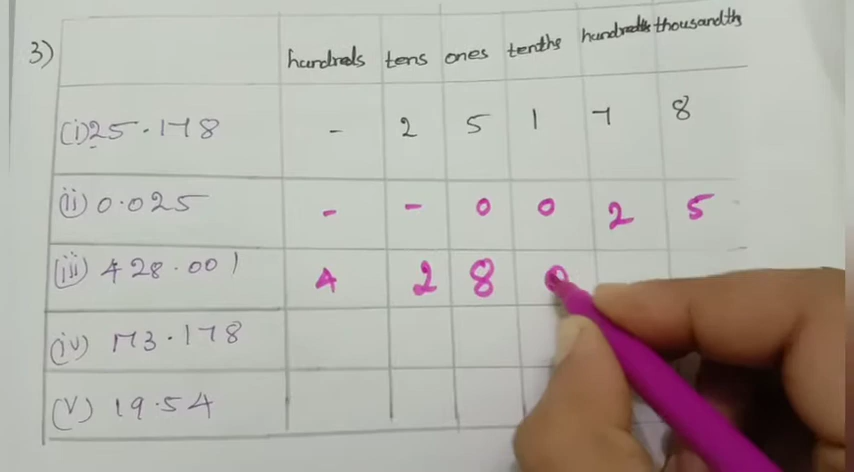 3) hundreds tens ones tenths hundredths thousandth
(i) 25.178 - 2 5 1 7 8
(ii) 0.025 - - 0 0 2 5
(iii) 428.001 4 2 8 0
(iv) 173.178
(V) 19.54